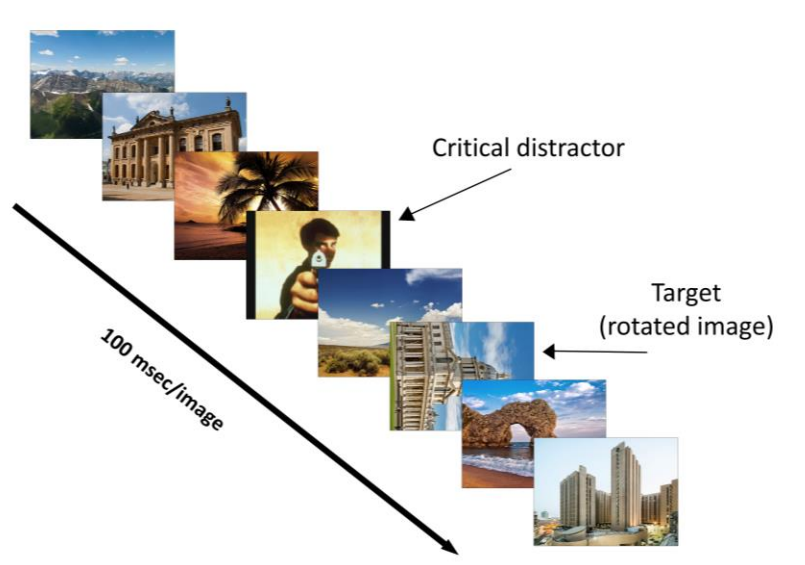 Critical distractor
Target
(rotated image)
100 msec/image